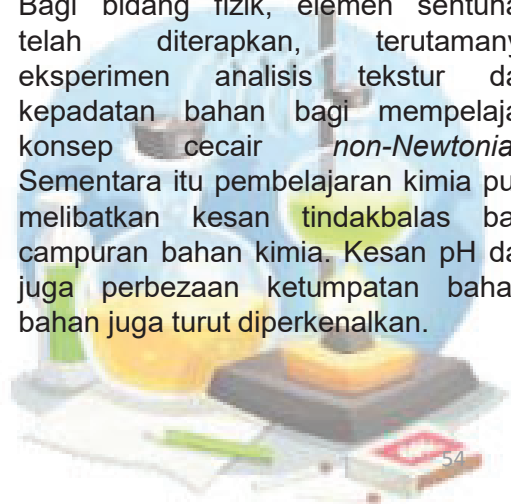 Bagi bidang fizik, elemen sentuha
telah diterapkan, terutamany
eksperimen analisis tekstur da
kepadatan bahan bagi mempelaja
konsep cecair non-Newtonia
Sementara itu pembelajaran kimia pu
melibatkan kesan tindakbalas ba
campuran bahan kimia. Kesan pH da
juga perbezaan ketumpatan baha
bahan juga turut diperkenalkan.
54